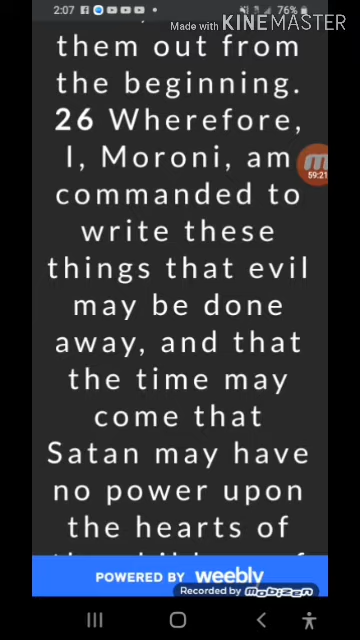 2:07 76%
Made with KINEMASTER
them out from
the beginning.
26 Wherefore,
I, Moroni, am
59:21
commanded to
write these
things that evil
may be done
away, and that
the time may
come that
Satan may have
no power upon
the hearts of
POWERED BY weebly
Recorded by mobizen